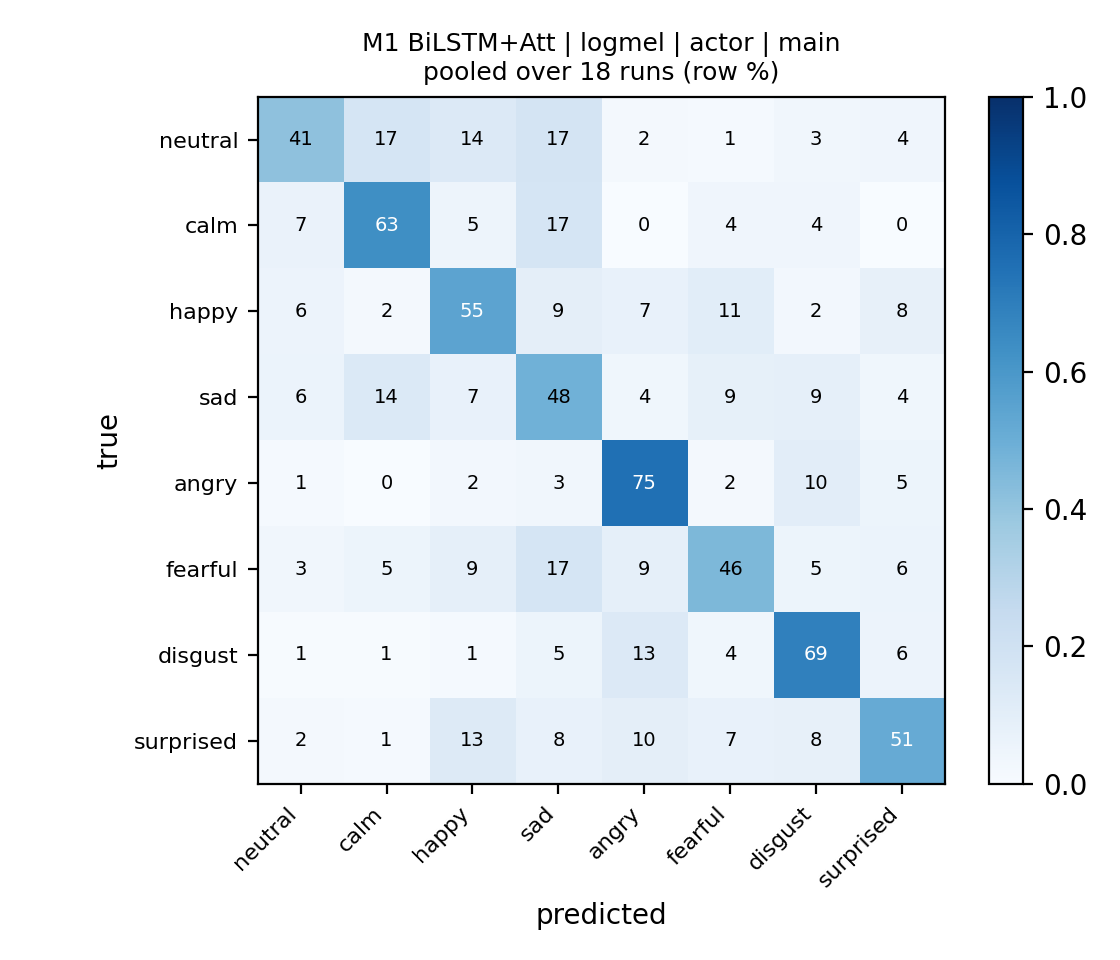 M1 BiLSTM+Att | logmel | actor | main
pooled over 18 runs (row %)
neutral 41 17 14 17 2 1 3 4
calm 7 63 5 17 0 4 4 0
happy 6 2 55 9 7 11 2 8
sad 6 14 7 48 4 9 9 4
angry 1 0 2 3 75 2 10 5
fearful 3 5 9 17 9 46 5 6
disgust 1 1 1 5 13 4 69 6
surprised 2 1 13 8 10 7 8 51
true
neutral calm happy sad angry fearful disgust surprised
predicted
1.0
0.8
0.6
0.4
0.2
0.0